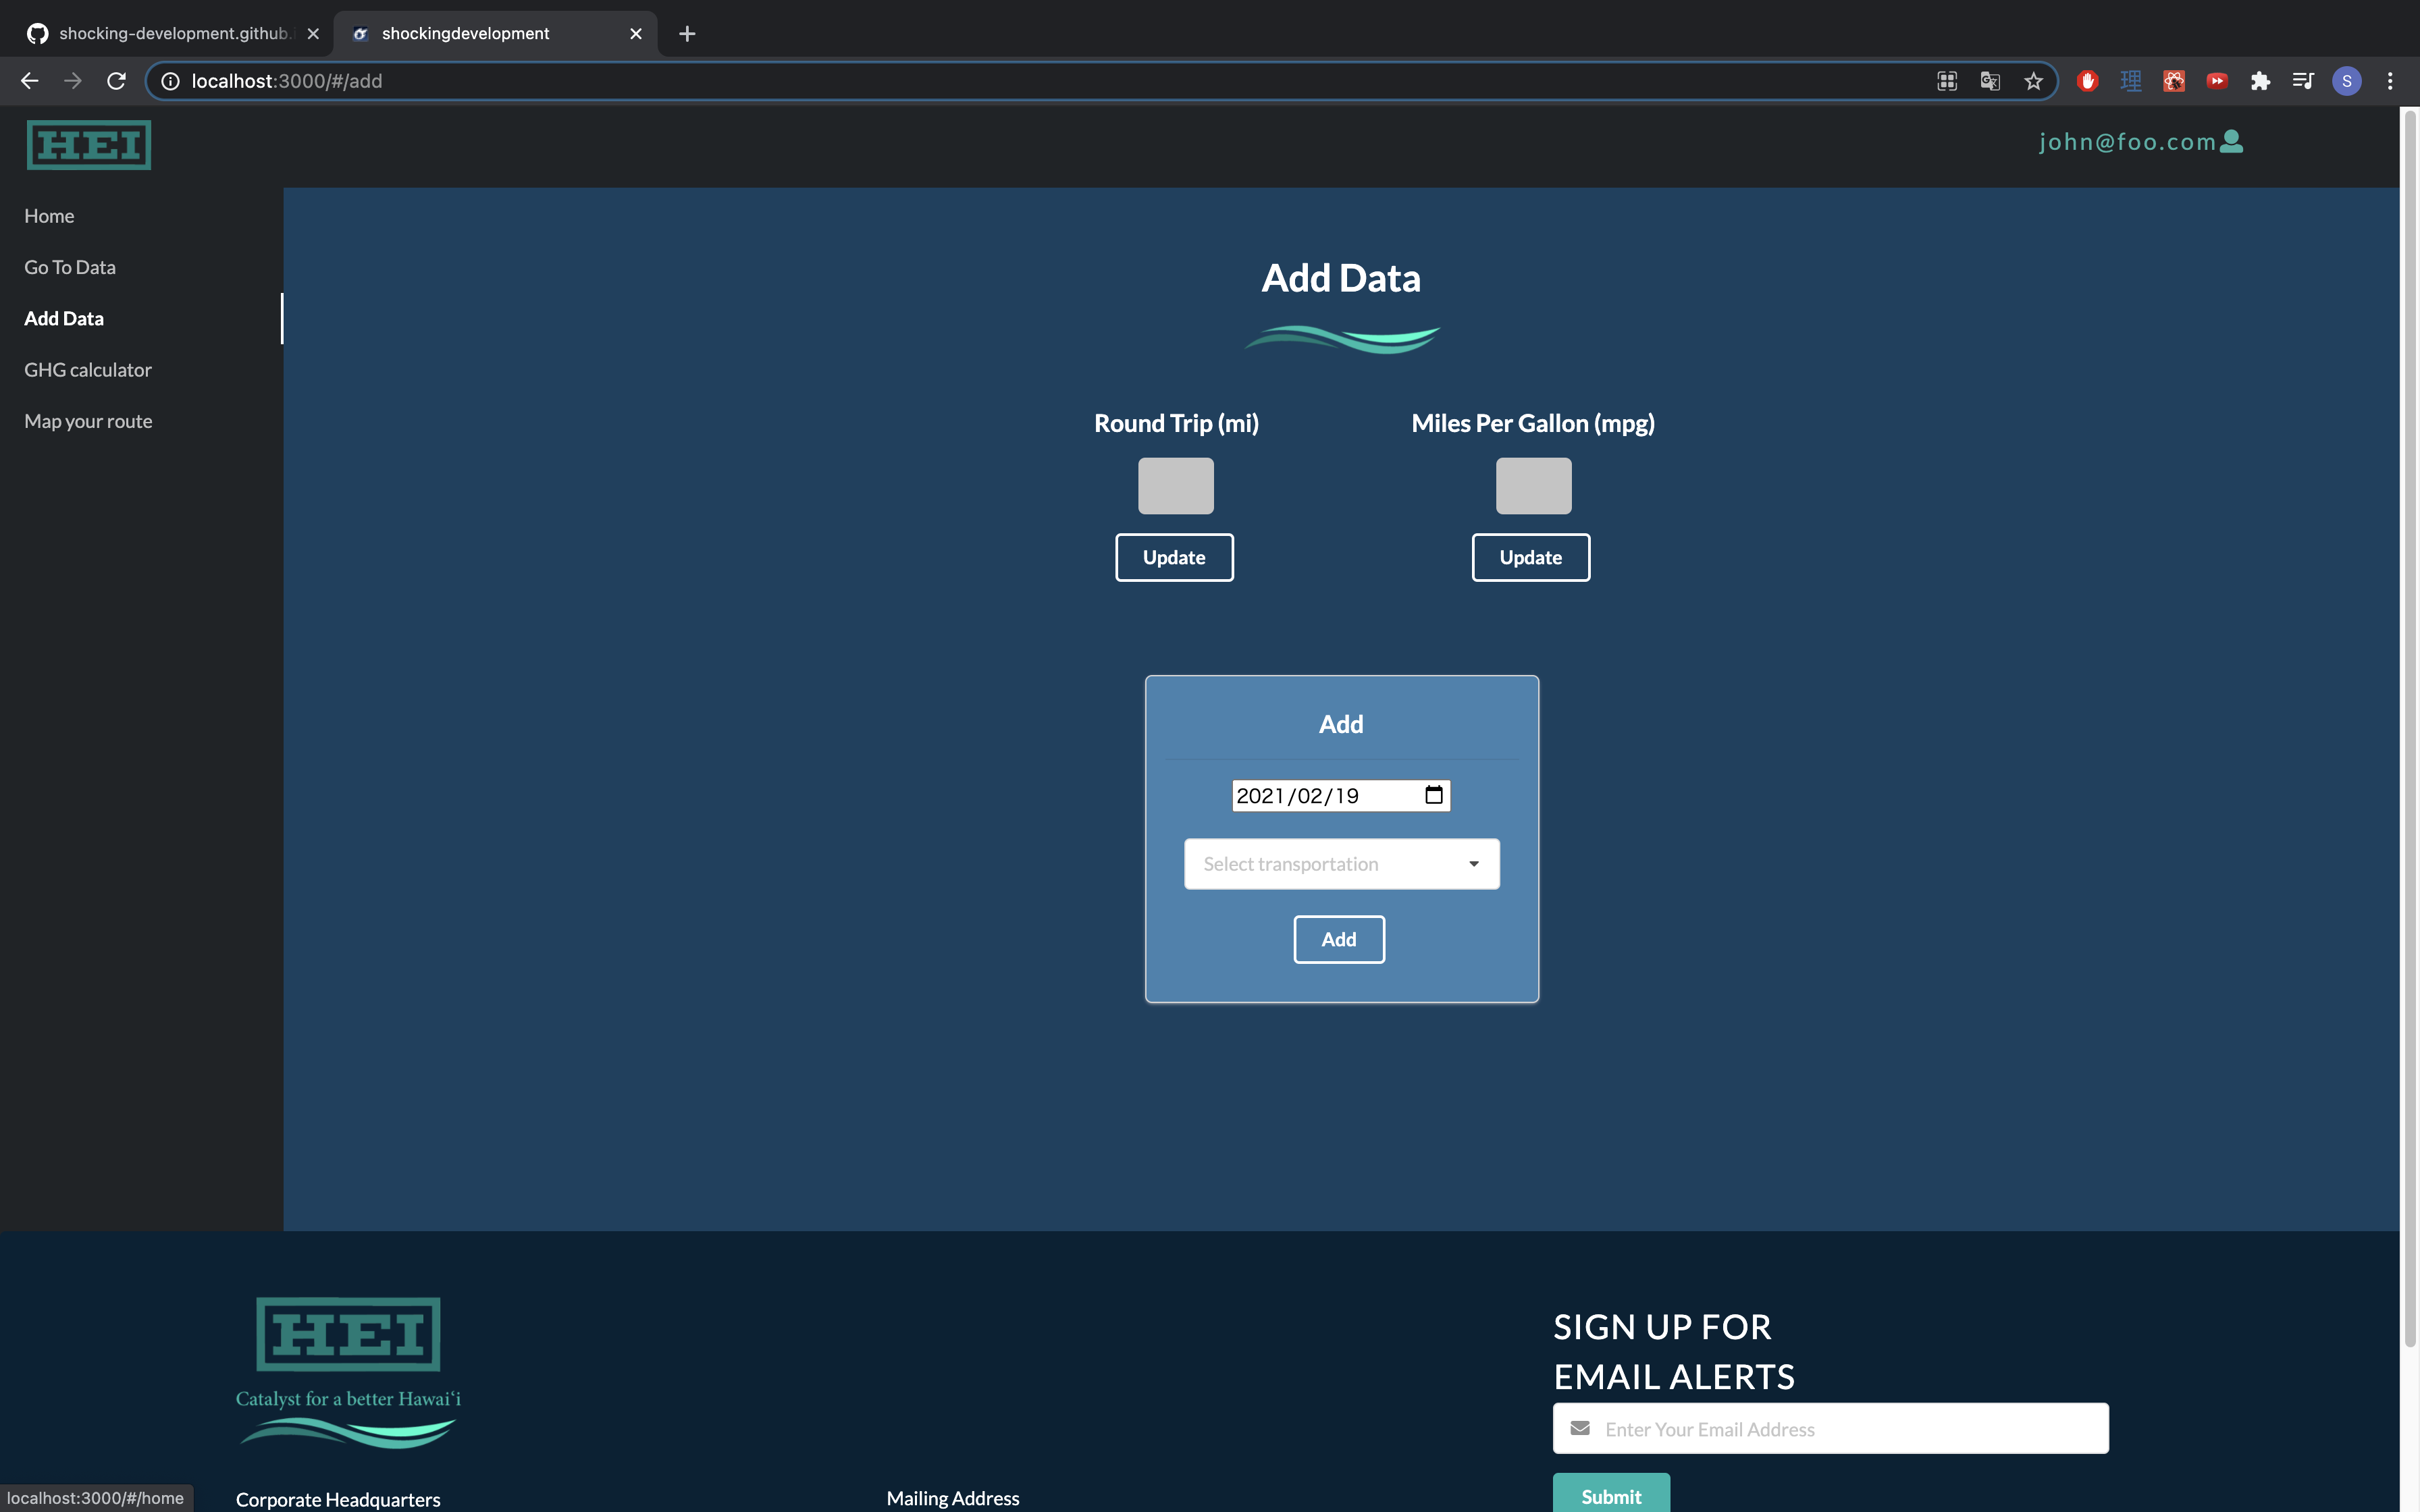 shocking-development.github.
shockingdevelopment
localhost:3000/#/add
理
S
HEI
john@foo.com
Home
Go To Data
Add Data
GHG calculator
Map your route
Add Data
Round Trip (mi)
Miles Per Gallon (mpg)
Update
Update
Add
2021/02/19
Select transportation
Add
HEI
Catalyst for a better Hawaiʻi
SIGN UP FOR
EMAIL ALERTS
Enter Your Email Address
Submit
Corporate Headquarters
Mailing Address
localhost:3000/#/home